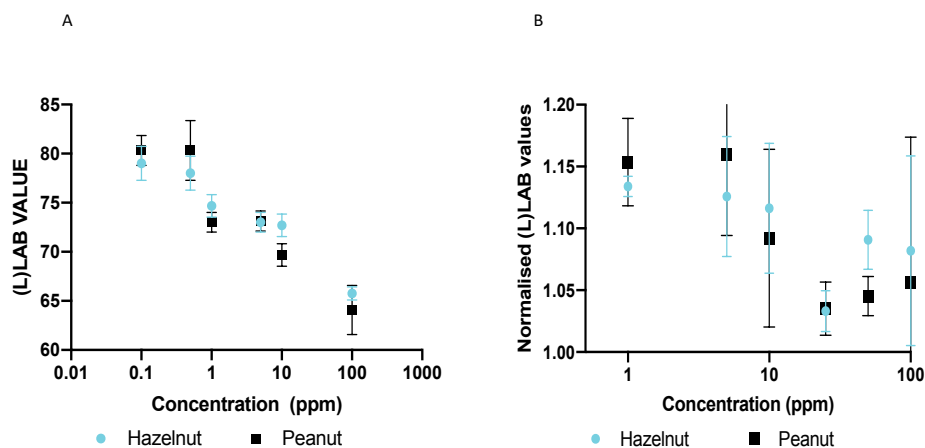 A
B
(L)LAB VALUE
85
80
75
70
65
60
0.01
0.1
1
10
100
1000
Concentration (ppm)
Hazelnut
Peanut
Normalised (L)LAB values
1.20
1.15
1.10
1.05
1.00
1
10
100
Concentration (ppm)
Hazelnut
Peanut